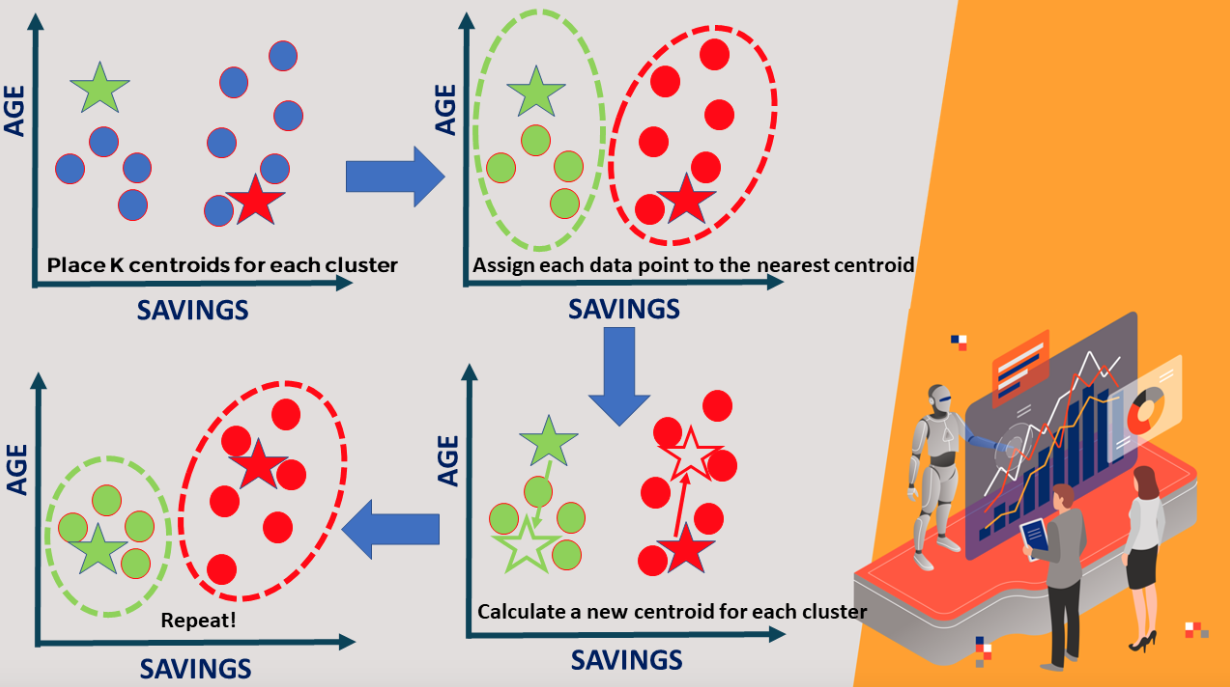 AGE
Place K centroids for each cluster
SAVINGS
AGE
Assign each data point to the nearest centroid
SAVINGS
AGE
Repeat!
SAVINGS
AGE
Calculate a new centroid for each cluster
SAVINGS